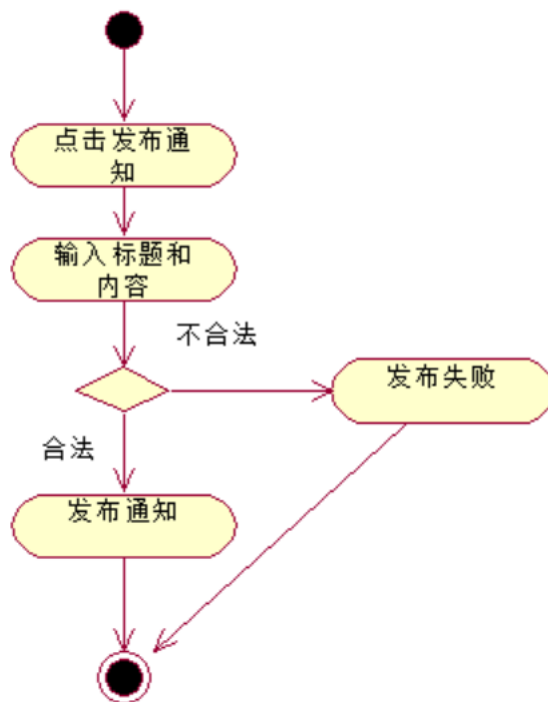 点击发布通
知
输入标题和
内容
不合法
发布失败
合法
发布通知